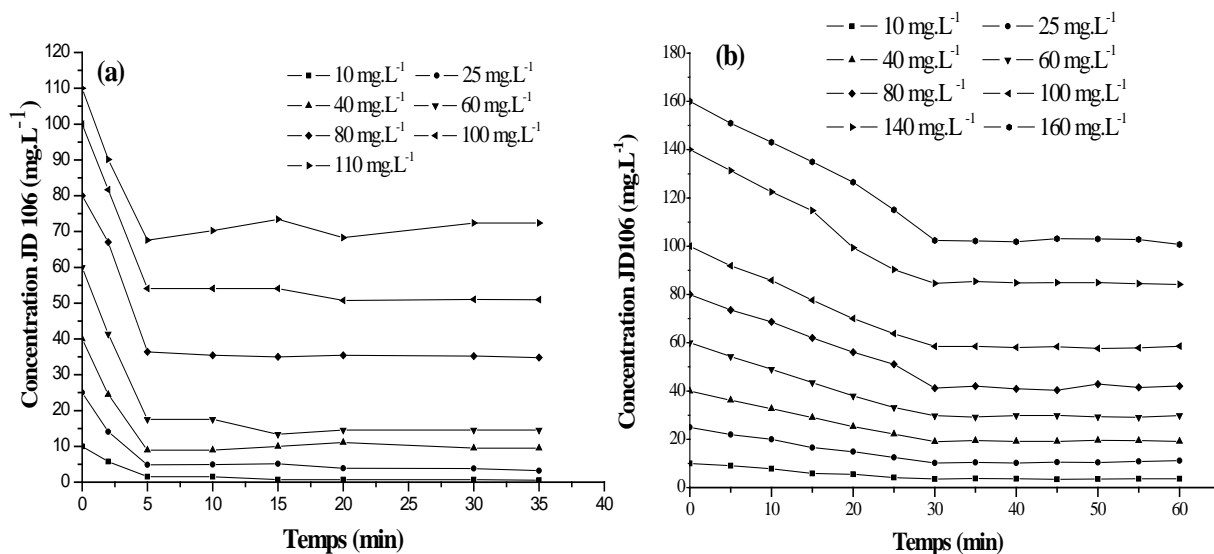 (a)
10 mg.L-1 25 mg.L-1
40 mg.L-1 60 mg.L-1
80 mg.L-1 100 mg.L-1
110 mg.L-1
Concentration JD 106 (mg.L-1)
120
110
100
90
80
70
60
50
40
30
20
10
0
0 5 10 15 20 25 30 35 40
Temps (min)
(b)
10 mg.L-1 25 mg.L-1
40 mg.L-1 60 mg.L-1
80 mg.L-1 100 mg.L-1
140 mg.L-1 160 mg.L-1
Concentration JD106 (mg.L-1)
180
160
140
120
100
80
60
40
20
0
0 10 20 30 40 50 60
Temps (min)